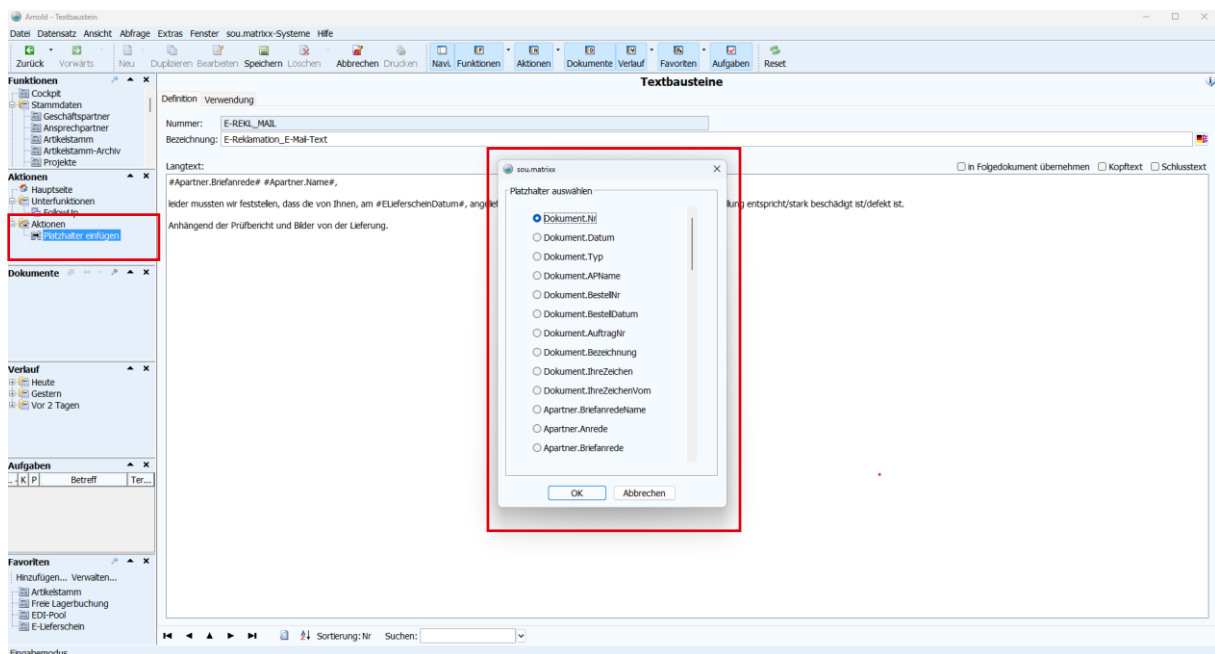 Arnold - Textbaustein
Datei Datensatz Ansicht Abfrage Extras Fenster sou.matrixx-Systeme Hilfe
Zurück Vorwärts Neu Duplizieren Bearbeiten Speichern Löschen Abbrechen Drucken Navi. Funktionen Aktionen Dokumente Verlauf Favoriten Aufgaben Reset
Funktionen
Cockpit
Stammdaten
Geschäftspartner
Ansprechpartner
Artikelstamm
Artikelstamm-Archiv
Projekte
Aktionen
Hauptseite
Unterfunktionen
FollowUp
Aktionen
Platzhalter einfügen
Dokumente
Verlauf
Heute
Gestern
Vor 2 Tagen
Aufgaben
... K P Betreff Ter...
Favoriten
Hinzufügen... Verwalten...
Artikelstamm
Freie Lagerbuchung
EDI-Pool
E-Lieferschein
Textbausteine
Definition Verwendung
Nummer: E-REKL_MAIL
Bezeichnung: E-Reklamation_E-Mail-Text
Langtext: in Folgedokument übernehmen Kopftext Schlusstext
#Apartner.Briefanrede# #Apartner.Name#,
leider mussten wir feststellen, dass die von Ihnen, am #ELieferscheinDatum#, entspricht/stark beschädigt ist/defekt ist.
Anhängend der Prüfbericht und Bilder von der Lieferung.
sou.matrixx
Platzhalter auswählen
Dokument.Nr
Dokument.Datum
Dokument.Typ
Dokument.APName
Dokument.BestellNr
Dokument.BestellDatum
Dokument.AuftragNr
Dokument.Bezeichnung
Dokument.IhreZeichen
Dokument.IhreZeichenVom
Apartner.BriefanredeName
Apartner.Anrede
Apartner.Briefanrede
OK Abbrechen
Sortierung: Nr Suchen:
Eingabemodus